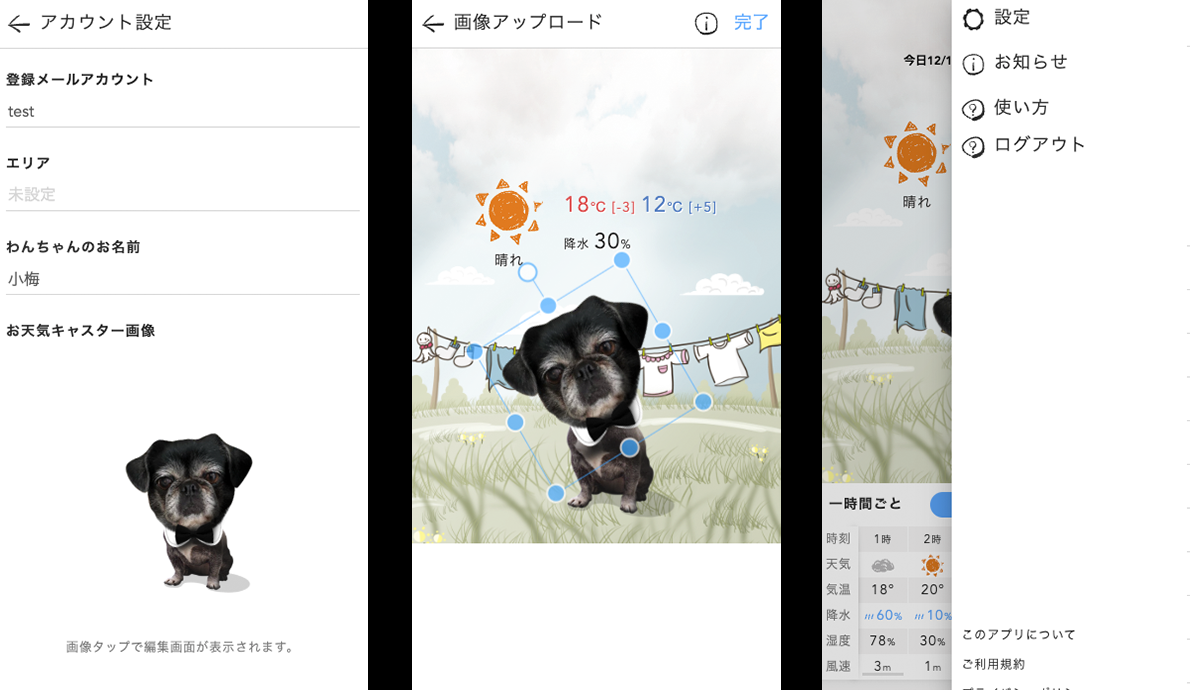 アカウント設定
登録メールアカウント
test
エリア
未設定
わんちゃんのお名前
小梅
お天気キャスター画像
画像タップで編集画面が表示されます。
画像アップロード
完了
18℃ [-3] 12℃ [+5]
降水 30%
晴れ
今日12/1
晴れ
一時間ごと
時刻 1時 2時
天気
気温 18° 20°
降水 60% 10%
湿度 78% 30%
風速 3m 1m
設定
お知らせ
使い方
ログアウト
このアプリについて
ご利用規約